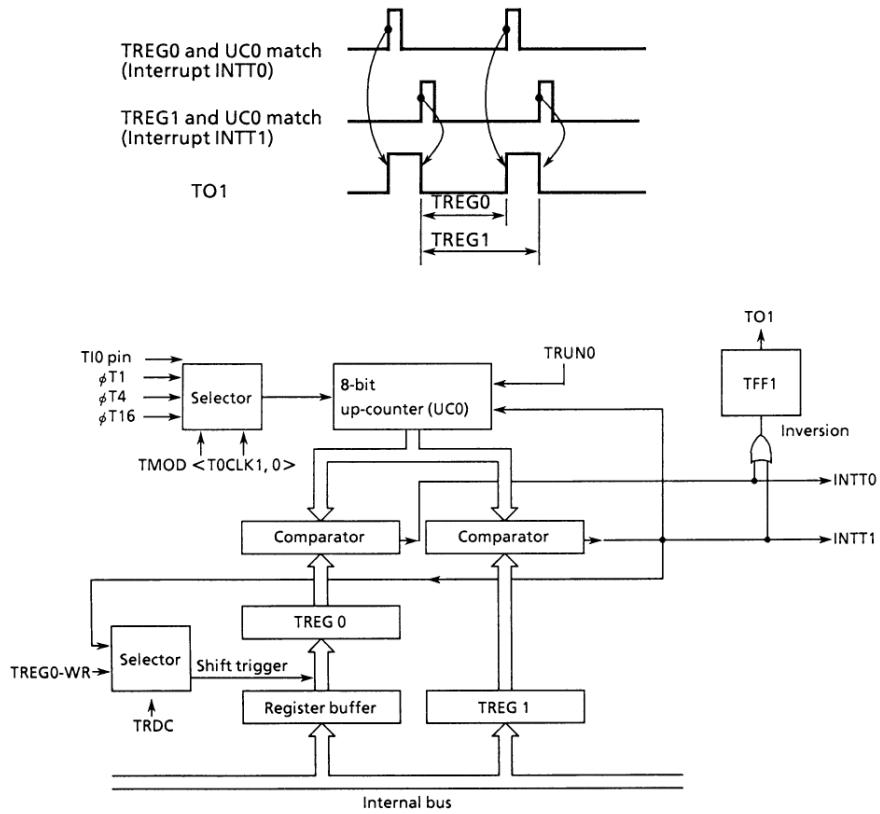 TREG0 and UC0 match
(Interrupt INTT0)
TREG1 and UC0 match
(Interrupt INTT1)
TO1
TREG0
TREG1
TO1
TI0 pin
φT1
φT4
φT16
Selector
8-bit
up-counter (UC0)
TRUN0
TFF1
Inversion
TMOD <T0CLK1, 0>
INTT0
Comparator
Comparator
INTT1
TREG 0
Selector
Shift trigger
TREG0-WR
TRDC
Register buffer
TREG 1
Internal bus